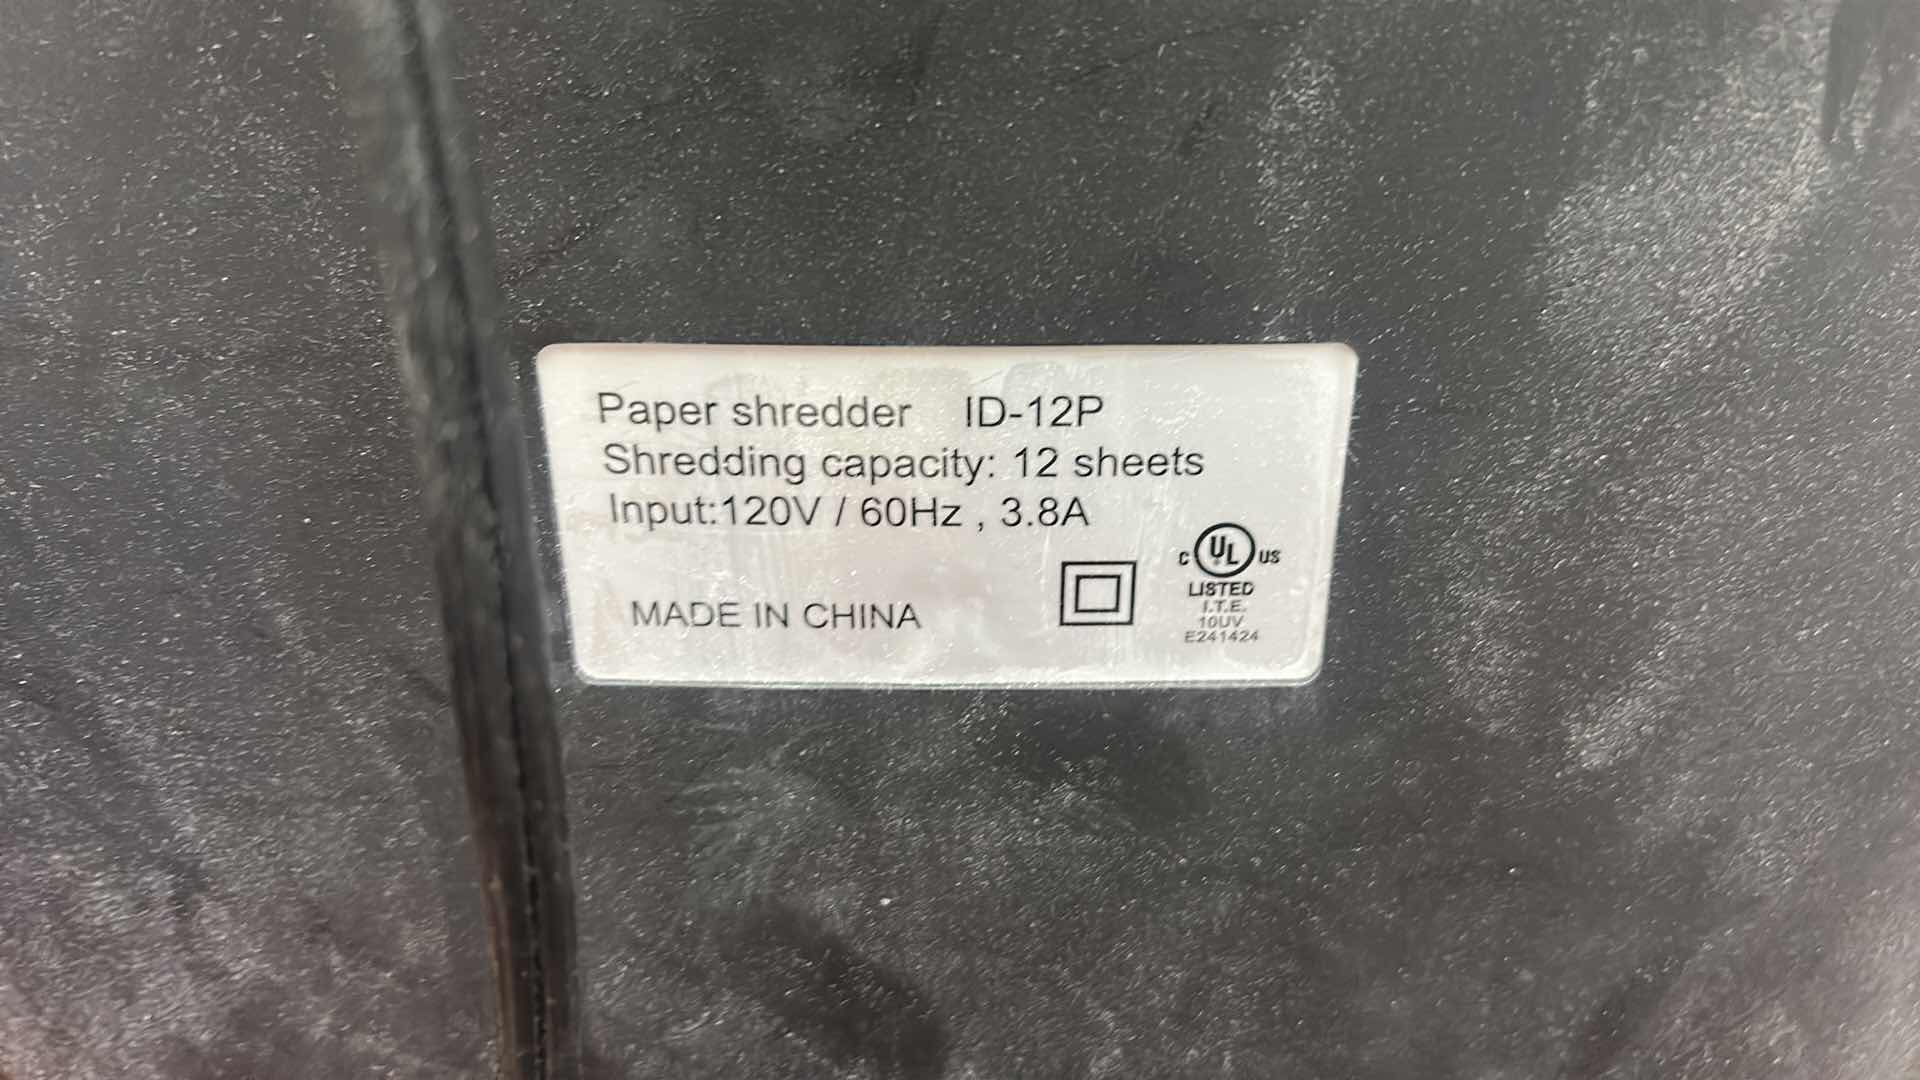 Paper shredder ID-12P
Shredding capacity: 12 sheets
Input:120V / 60Hz , 3.8A
MADE IN CHINA
C UL US
LISTED
I.T.E.
10UV
E241424